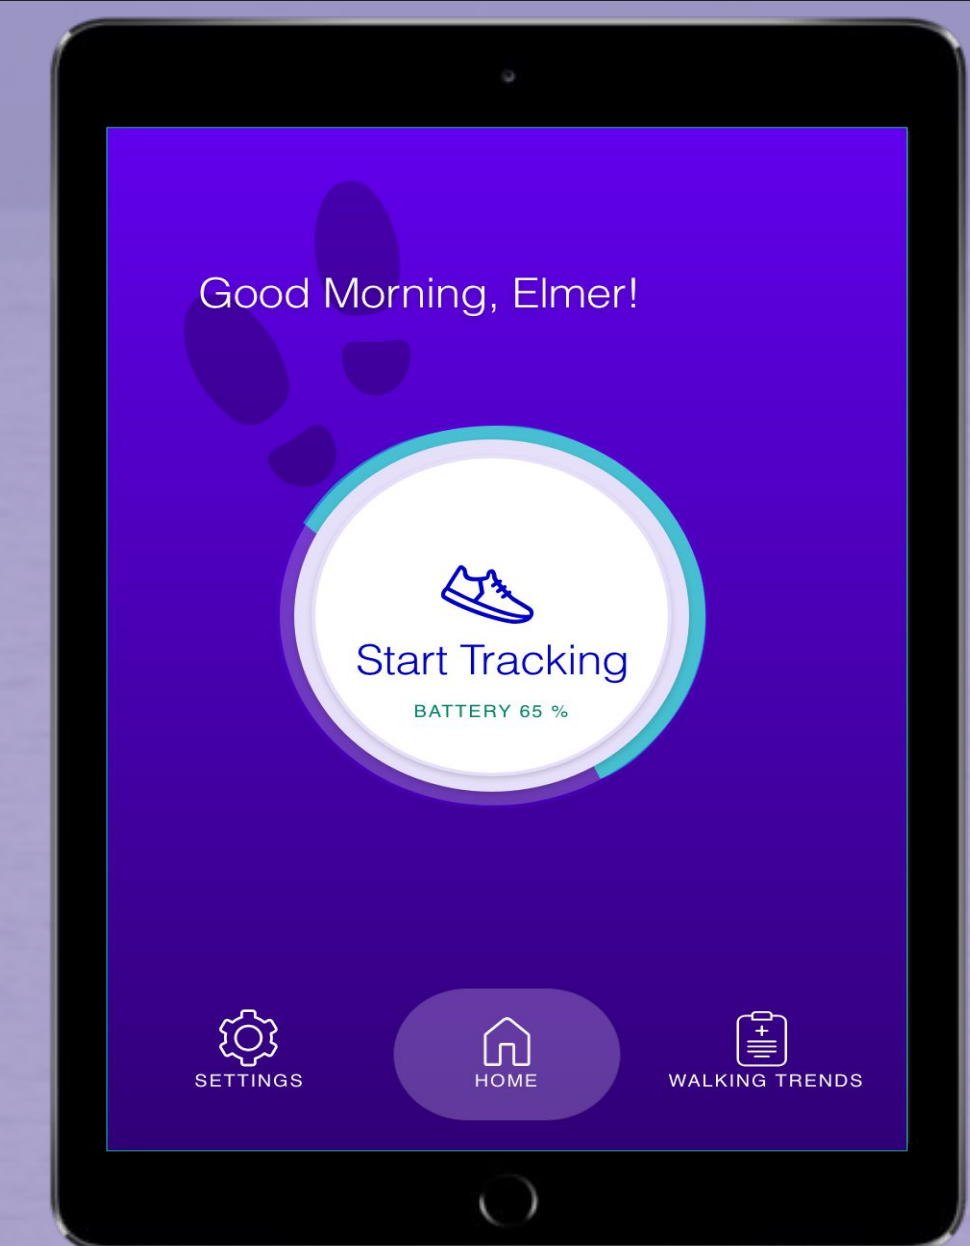 Good Morning, Elmer!
Start Tracking
BATTERY 65 %
SETTINGS
HOME
WALKING TRENDS